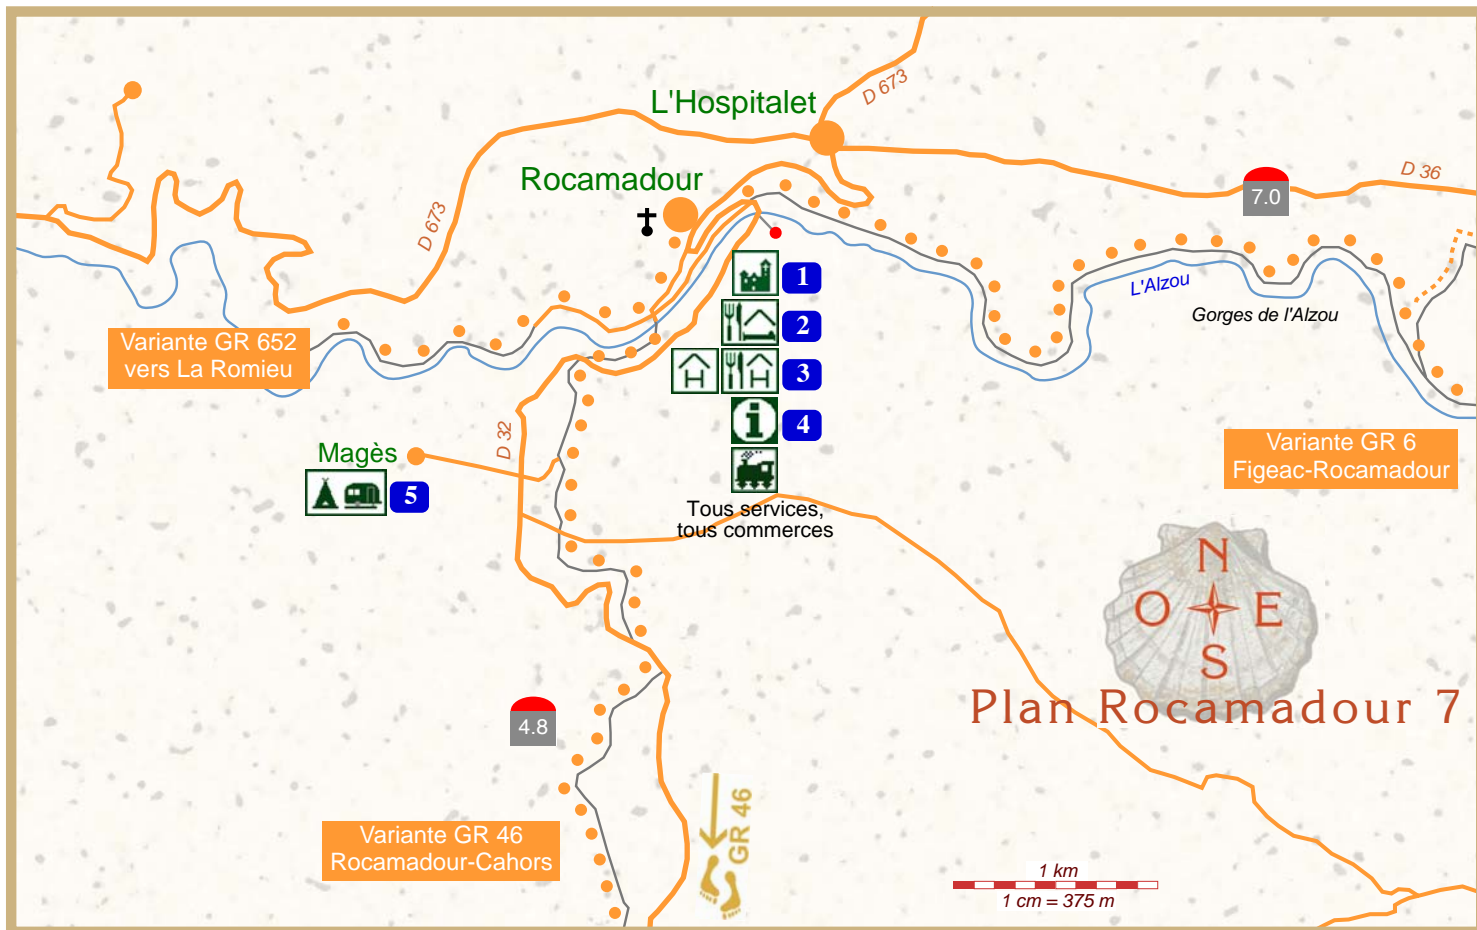 D 673
L'Hospitalet
Rocamadour
D 36
7.0
D 673
1
L'Alzou
Gorges de l'Alzou
2
Variante GR 652
vers La Romieu
3
4
D 32
Magès
5
Variante GR 6
Figeac-Rocamadour
Tous services,
tous commerces
N
O E
S
Plan Rocamadour 7
4.8
GR 46
Variante GR 46
Rocamadour-Cahors
1 km
1 cm = 375 m